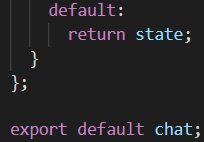 default:
return state;
}
};
export default chat;